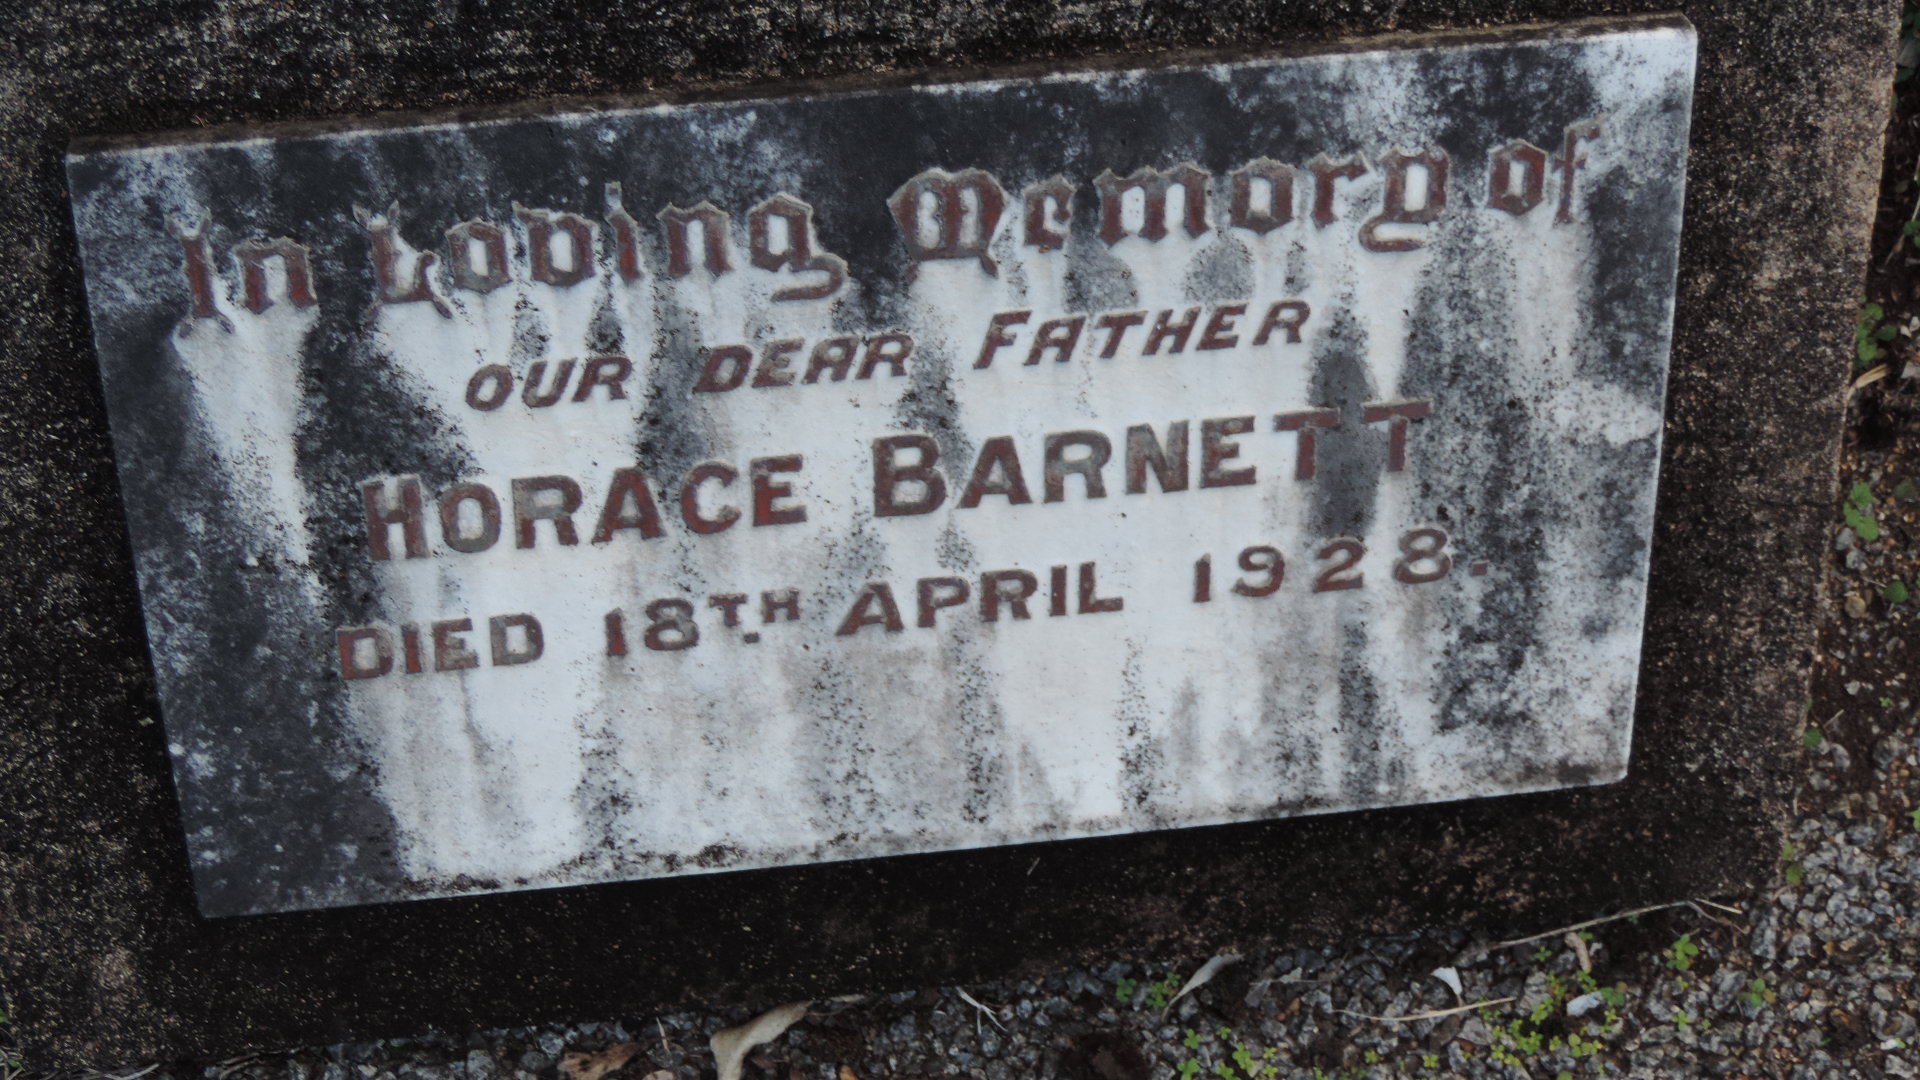 In Loving Memory of
OUR DEAR FATHER
HORACE BARNETT
DIED 18TH. APRIL 1928.